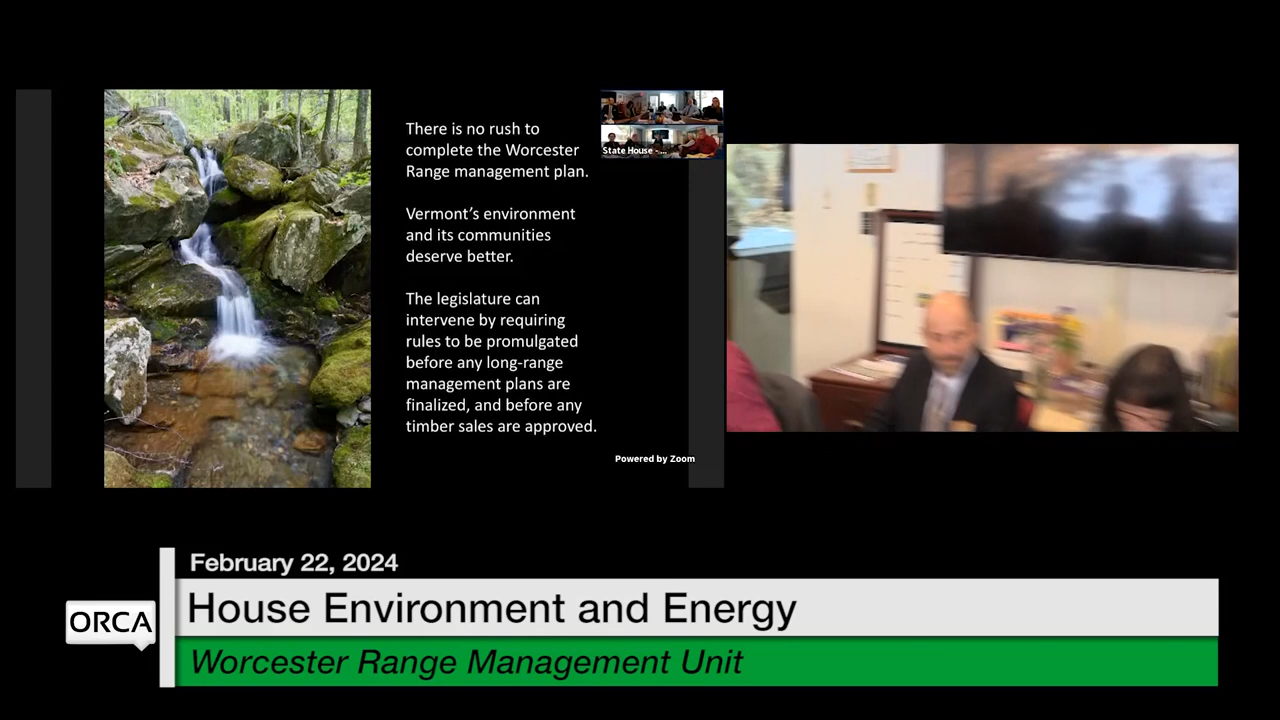 There is no rush to
complete the Worcester
Range management plan.
Vermont’s environment
and its communities
deserve better.
The legislature can
intervene by requiring
rules to be promulgated
before any long-range
management plans are
finalized, and before any
timber sales are approved.
State House - ...
Powered by Zoom
February 22, 2024
ORCA
House Environment and Energy
Worcester Range Management Unit